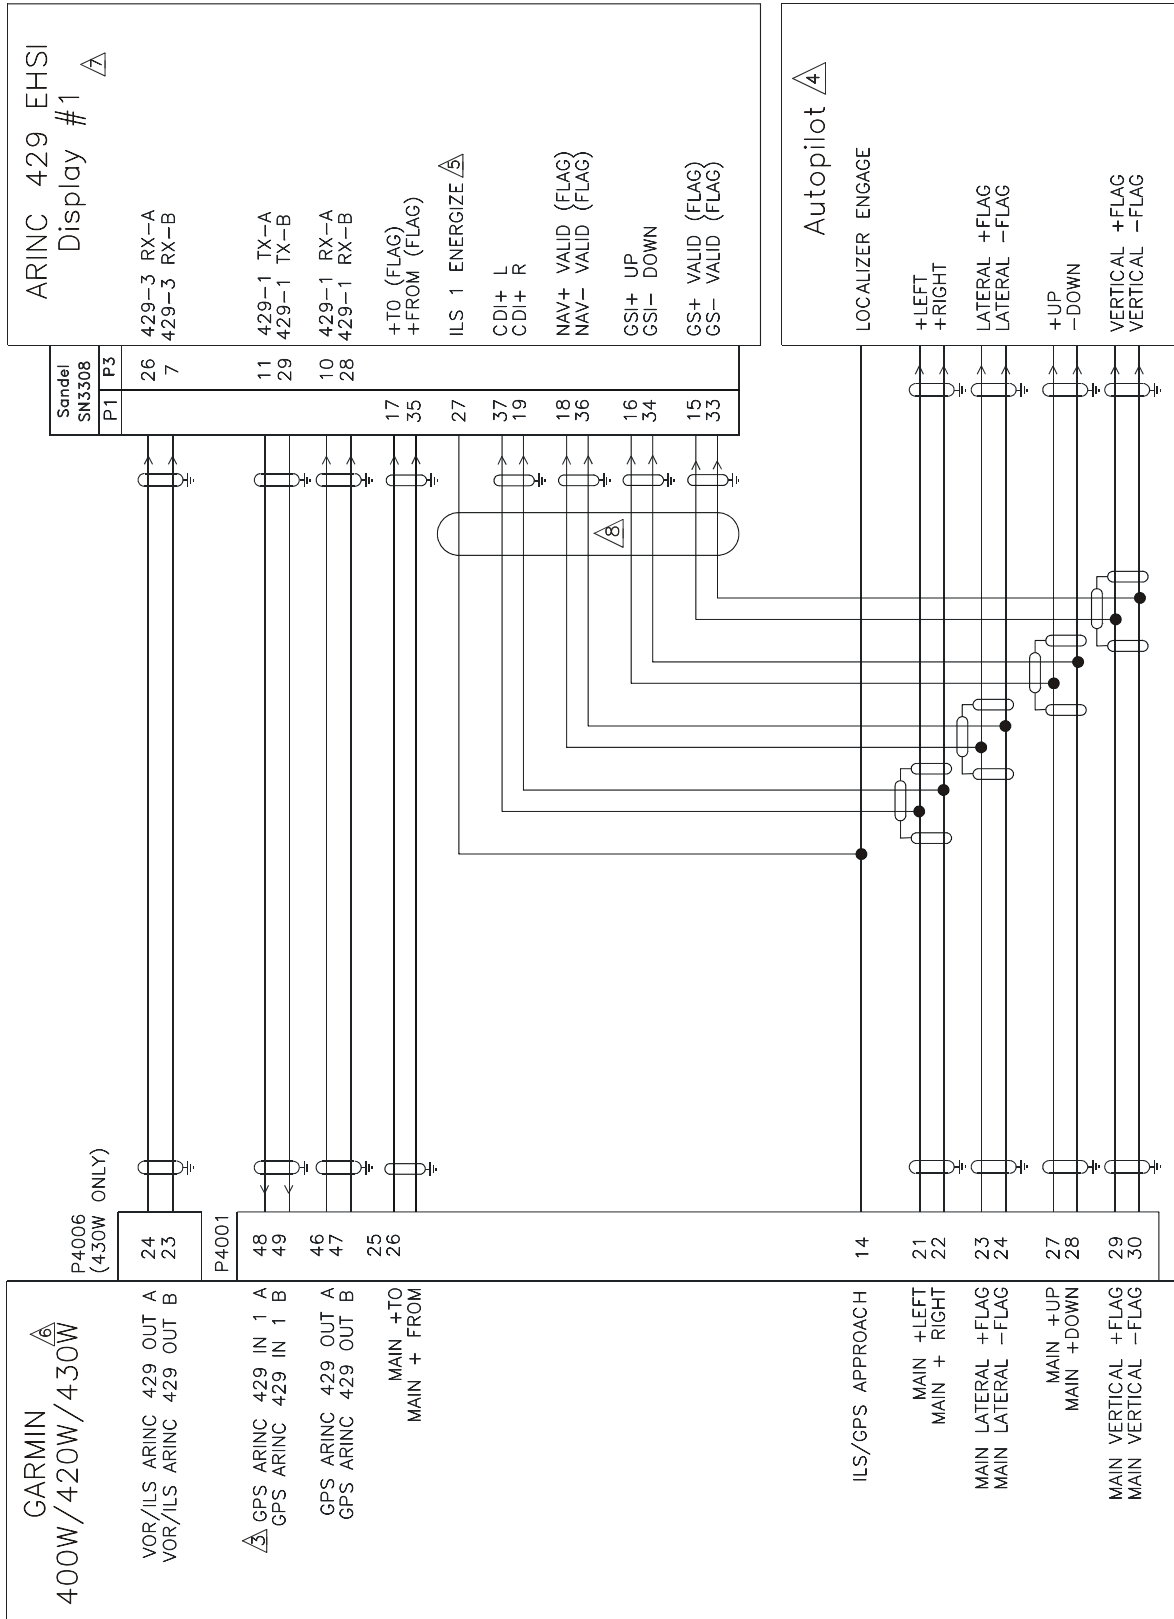 GARMIN
400W/420W/430W
6
P4006
(430W ONLY)
VOR/ILS ARINC 429 OUT A 24
VOR/ILS ARINC 429 OUT B 23
P4001
3 GPS ARINC 429 IN 1 A 48
GPS ARINC 429 IN 1 B 49
GPS ARINC 429 OUT A 46
GPS ARINC 429 OUT B 47
MAIN +TO 25
MAIN + FROM 26
ILS/GPS APPROACH 14
MAIN +LEFT 21
MAIN + RIGHT 22
MAIN LATERAL +FLAG 23
MAIN LATERAL -FLAG 24
MAIN +UP 27
MAIN +DOWN 28
MAIN VERTICAL +FLAG 29
MAIN VERTICAL -FLAG 30
8
ARINC 429 EHSI
Display #1
7
Sandel
SN3308
P1 P3
26 429-3 RX-A
7 429-3 RX-B
11 429-1 TX-A
29 429-1 TX-B
10 429-1 RX-A
28 429-1 RX-B
17 +TO (FLAG)
35 +FROM (FLAG)
27 ILS 1 ENERGIZE 5
37 CDI+ L
19 CDI+ R
18 NAV+ VALID (FLAG)
36 NAV- VALID (FLAG)
16 GSI+ UP
34 GSI- DOWN
15 GS+ VALID (FLAG)
33 GS- VALID (FLAG)
Autopilot 4
LOCALIZER ENGAGE
+LEFT
+RIGHT
LATERAL +FLAG
LATERAL -FLAG
+UP
-DOWN
VERTICAL +FLAG
VERTICAL -FLAG